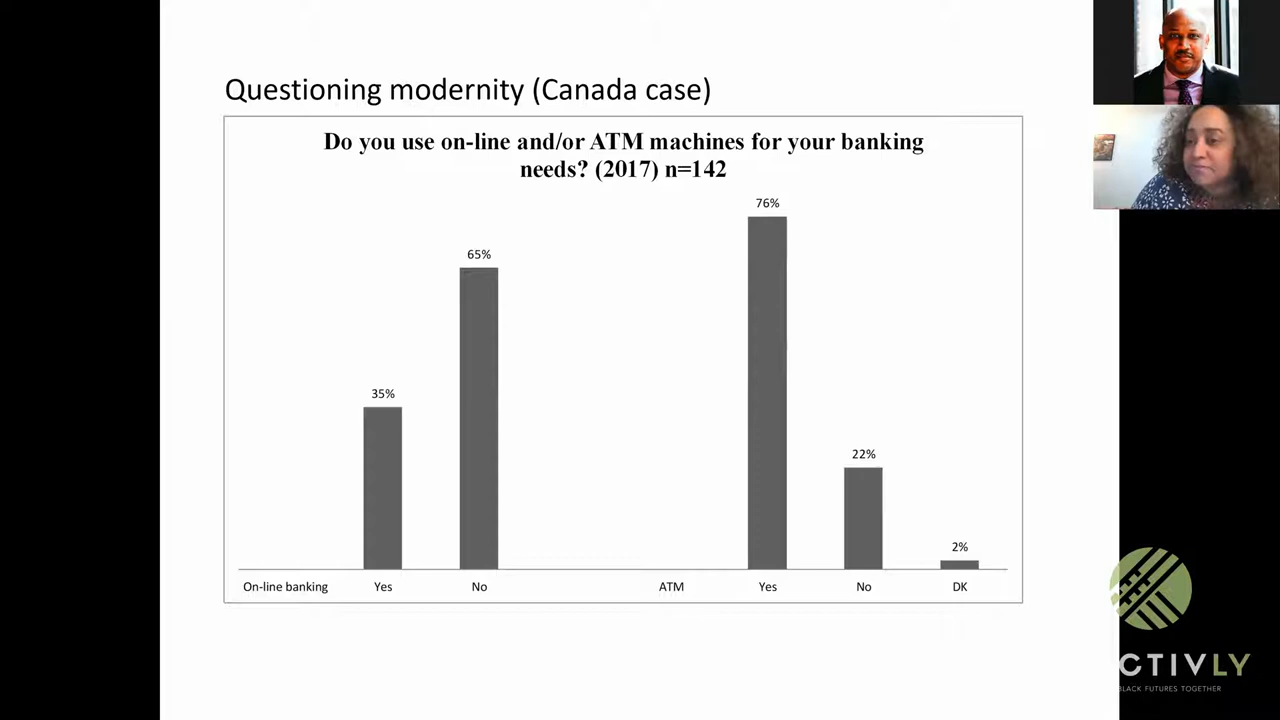 Questioning modernity (Canada case)
Do you use on-line and/or ATM machines for your banking
needs? (2017) n=142
76%
65%
35%
22%
2%
On-line banking Yes No ATM Yes No DK
CTIVLY
BLACK FUTURES TOGETHER